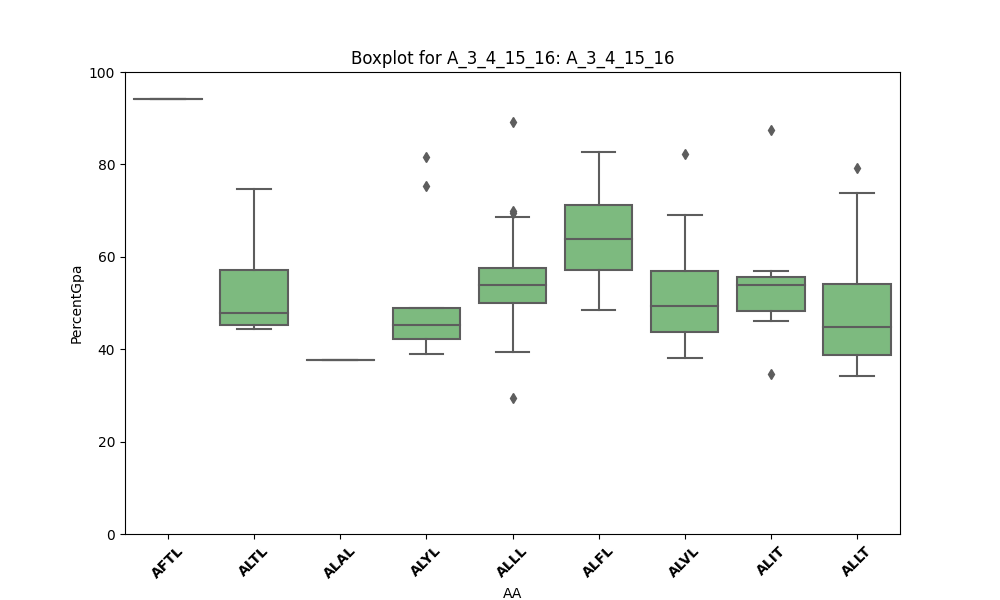 Boxplot for A_3_4_15_16: A_3_4_15_16
100
80
60
40
20
0
PercentGpa
AFTL
ALTL
ALAL
ALYL
ALLL
ALFL
ALVL
ALIT
ALLT
AA